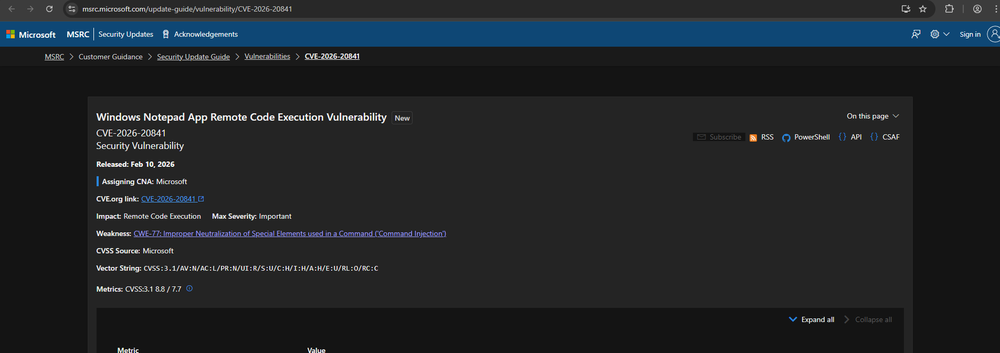 msrc.microsoft.com/update-guide/vulnerability/CVE-2026-20841
Microsoft MSRC Security Updates Acknowledgements Sign in
MSRC > Customer Guidance > Security Update Guide > Vulnerabilities > CVE-2026-20841
Windows Notepad App Remote Code Execution Vulnerability New
On this page
CVE-2026-20841
Subscribe RSS PowerShell {} API {} CSAF
Security Vulnerability
Released: Feb 10, 2026
Assigning CNA: Microsoft
CVE.org link: CVE-2026-20841
Impact: Remote Code Execution Max Severity: Important
Weakness: CWE-77: Improper Neutralization of Special Elements used in a Command ('Command Injection')
CVSS Source: Microsoft
Vector String: CVSS:3.1/AV:N/AC:L/PR:N/UI:R/S:U/C:H/I:H/A:H/E:U/RL:O/RC:C
Metrics: CVSS:3.1 8.8 / 7.7
Expand all Collapse all
Metric Value